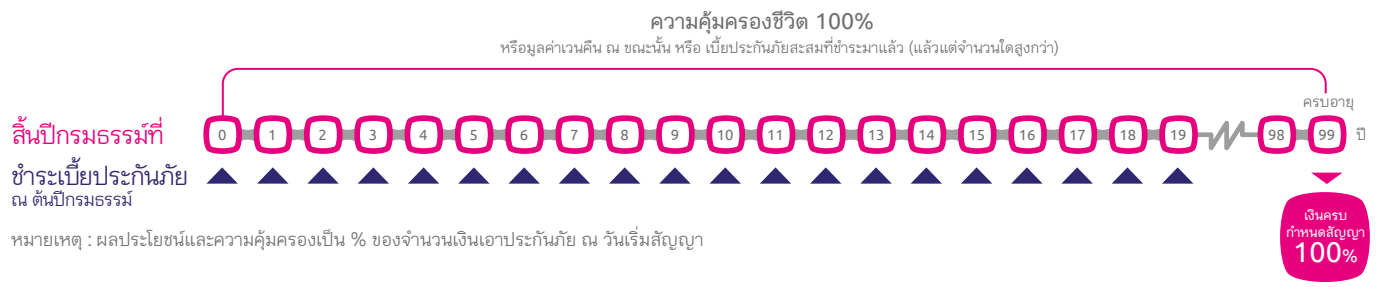 ความคุ้มครองชีวิต 100%
หรือมูลค่าเวนคืน ณ ขณะนั้น หรือ เบี้ยประกันภัยสะสมที่ชำระมาแล้ว (แล้วแต่จำนวนใดสูงกว่า)
ครบอายุ
สิ้นปีกรมธรรม์ที่ 0 1 2 3 4 5 6 7 8 9 10 11 12 13 14 15 16 17 18 19 98 99 ปี
ชำระเบี้ยประกันภัย
ณ ต้นปีกรมธรรม์
เงินครบ
กำหนดสัญญา
100%
หมายเหตุ : ผลประโยชน์และความคุ้มครองเป็น % ของจำนวนเงินเอาประกันภัย ณ วันเริ่มสัญญา